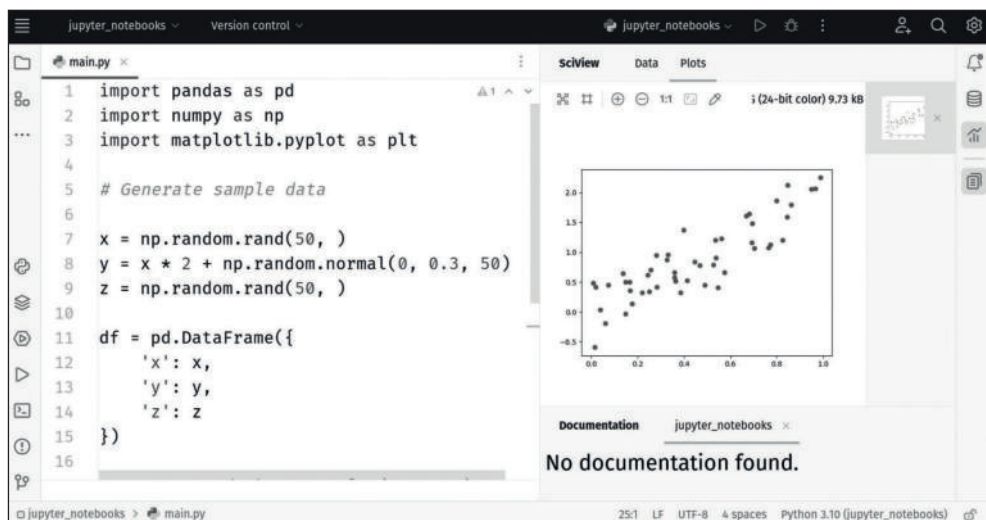 jupyter_notebooks Version control jupyter_notebooks
main.py
1 import pandas as pd
2 import numpy as np
3 import matplotlib.pyplot as plt
4
5 # Generate sample data
6
7 x = np.random.rand(50, )
8 y = x * 2 + np.random.normal(0, 0.3, 50)
9 z = np.random.rand(50, )
10
11 df = pd.DataFrame({
12 'x': x,
13 'y': y,
14 'z': z
15 })
16
1
SciView Data Plots
1:1 (24-bit color) 9.73 kB
2.0
1.5
1.0
0.5
0.0
−0.5
0.0 0.2 0.4 0.6 0.8 1.0
Documentation jupyter_notebooks
No documentation found.
jupyter_notebooks > main.py 25:1 LF UTF-8 4 spaces Python 3.10 (jupyter_notebooks)